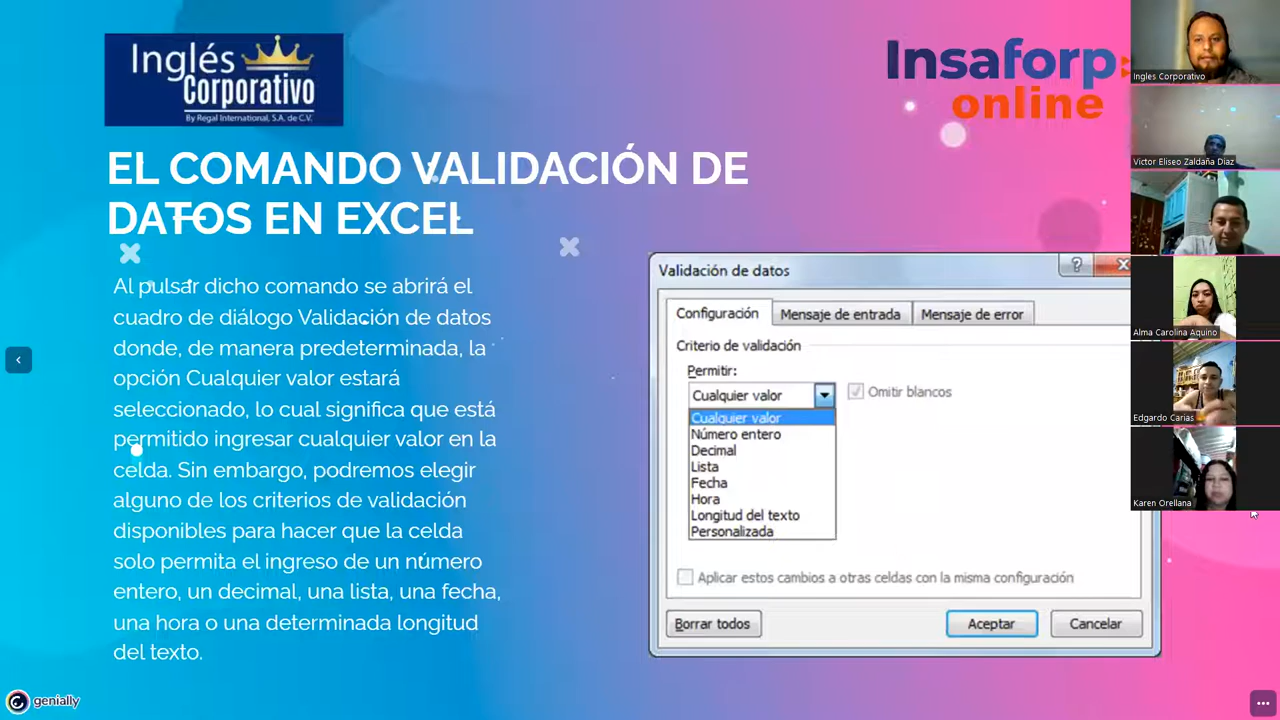 Inglés
Corporativo
By Regal International, S.A. de C.V.
Insaforp
online
EL COMANDO VALIDACIÓN DE
DATOS EN EXCEL
Al pulsar dicho comando se abrirá el
cuadro de diálogo Validación de datos
donde, de manera predeterminada, la
opción Cualquier valor estará
seleccionado, lo cual significa que está
permitido ingresar cualquier valor en la
celda. Sin embargo, podremos elegir
alguno de los criterios de validación
disponibles para hacer que la celda
solo permita el ingreso de un número
entero, un decimal, una lista, una fecha,
una hora o una determinada longitud
del texto.
Validación de datos
?
Configuración
Mensaje de entrada
Mensaje de error
Criterio de validación
Permitir:
Cualquier valor
Omitir blancos
Cualquier valor
Número entero
Decimal
Lista
Fecha
Hora
Longitud del texto
Personalizada
Aplicar estos cambios a otras celdas con la misma configuración
Borrar todos
Aceptar
Cancelar
Ingles Corporativo
Victor Eliseo Zaldaña Diaz
Alma Carolina Aquino
Edgardo Carias
Karen Orellana
genially